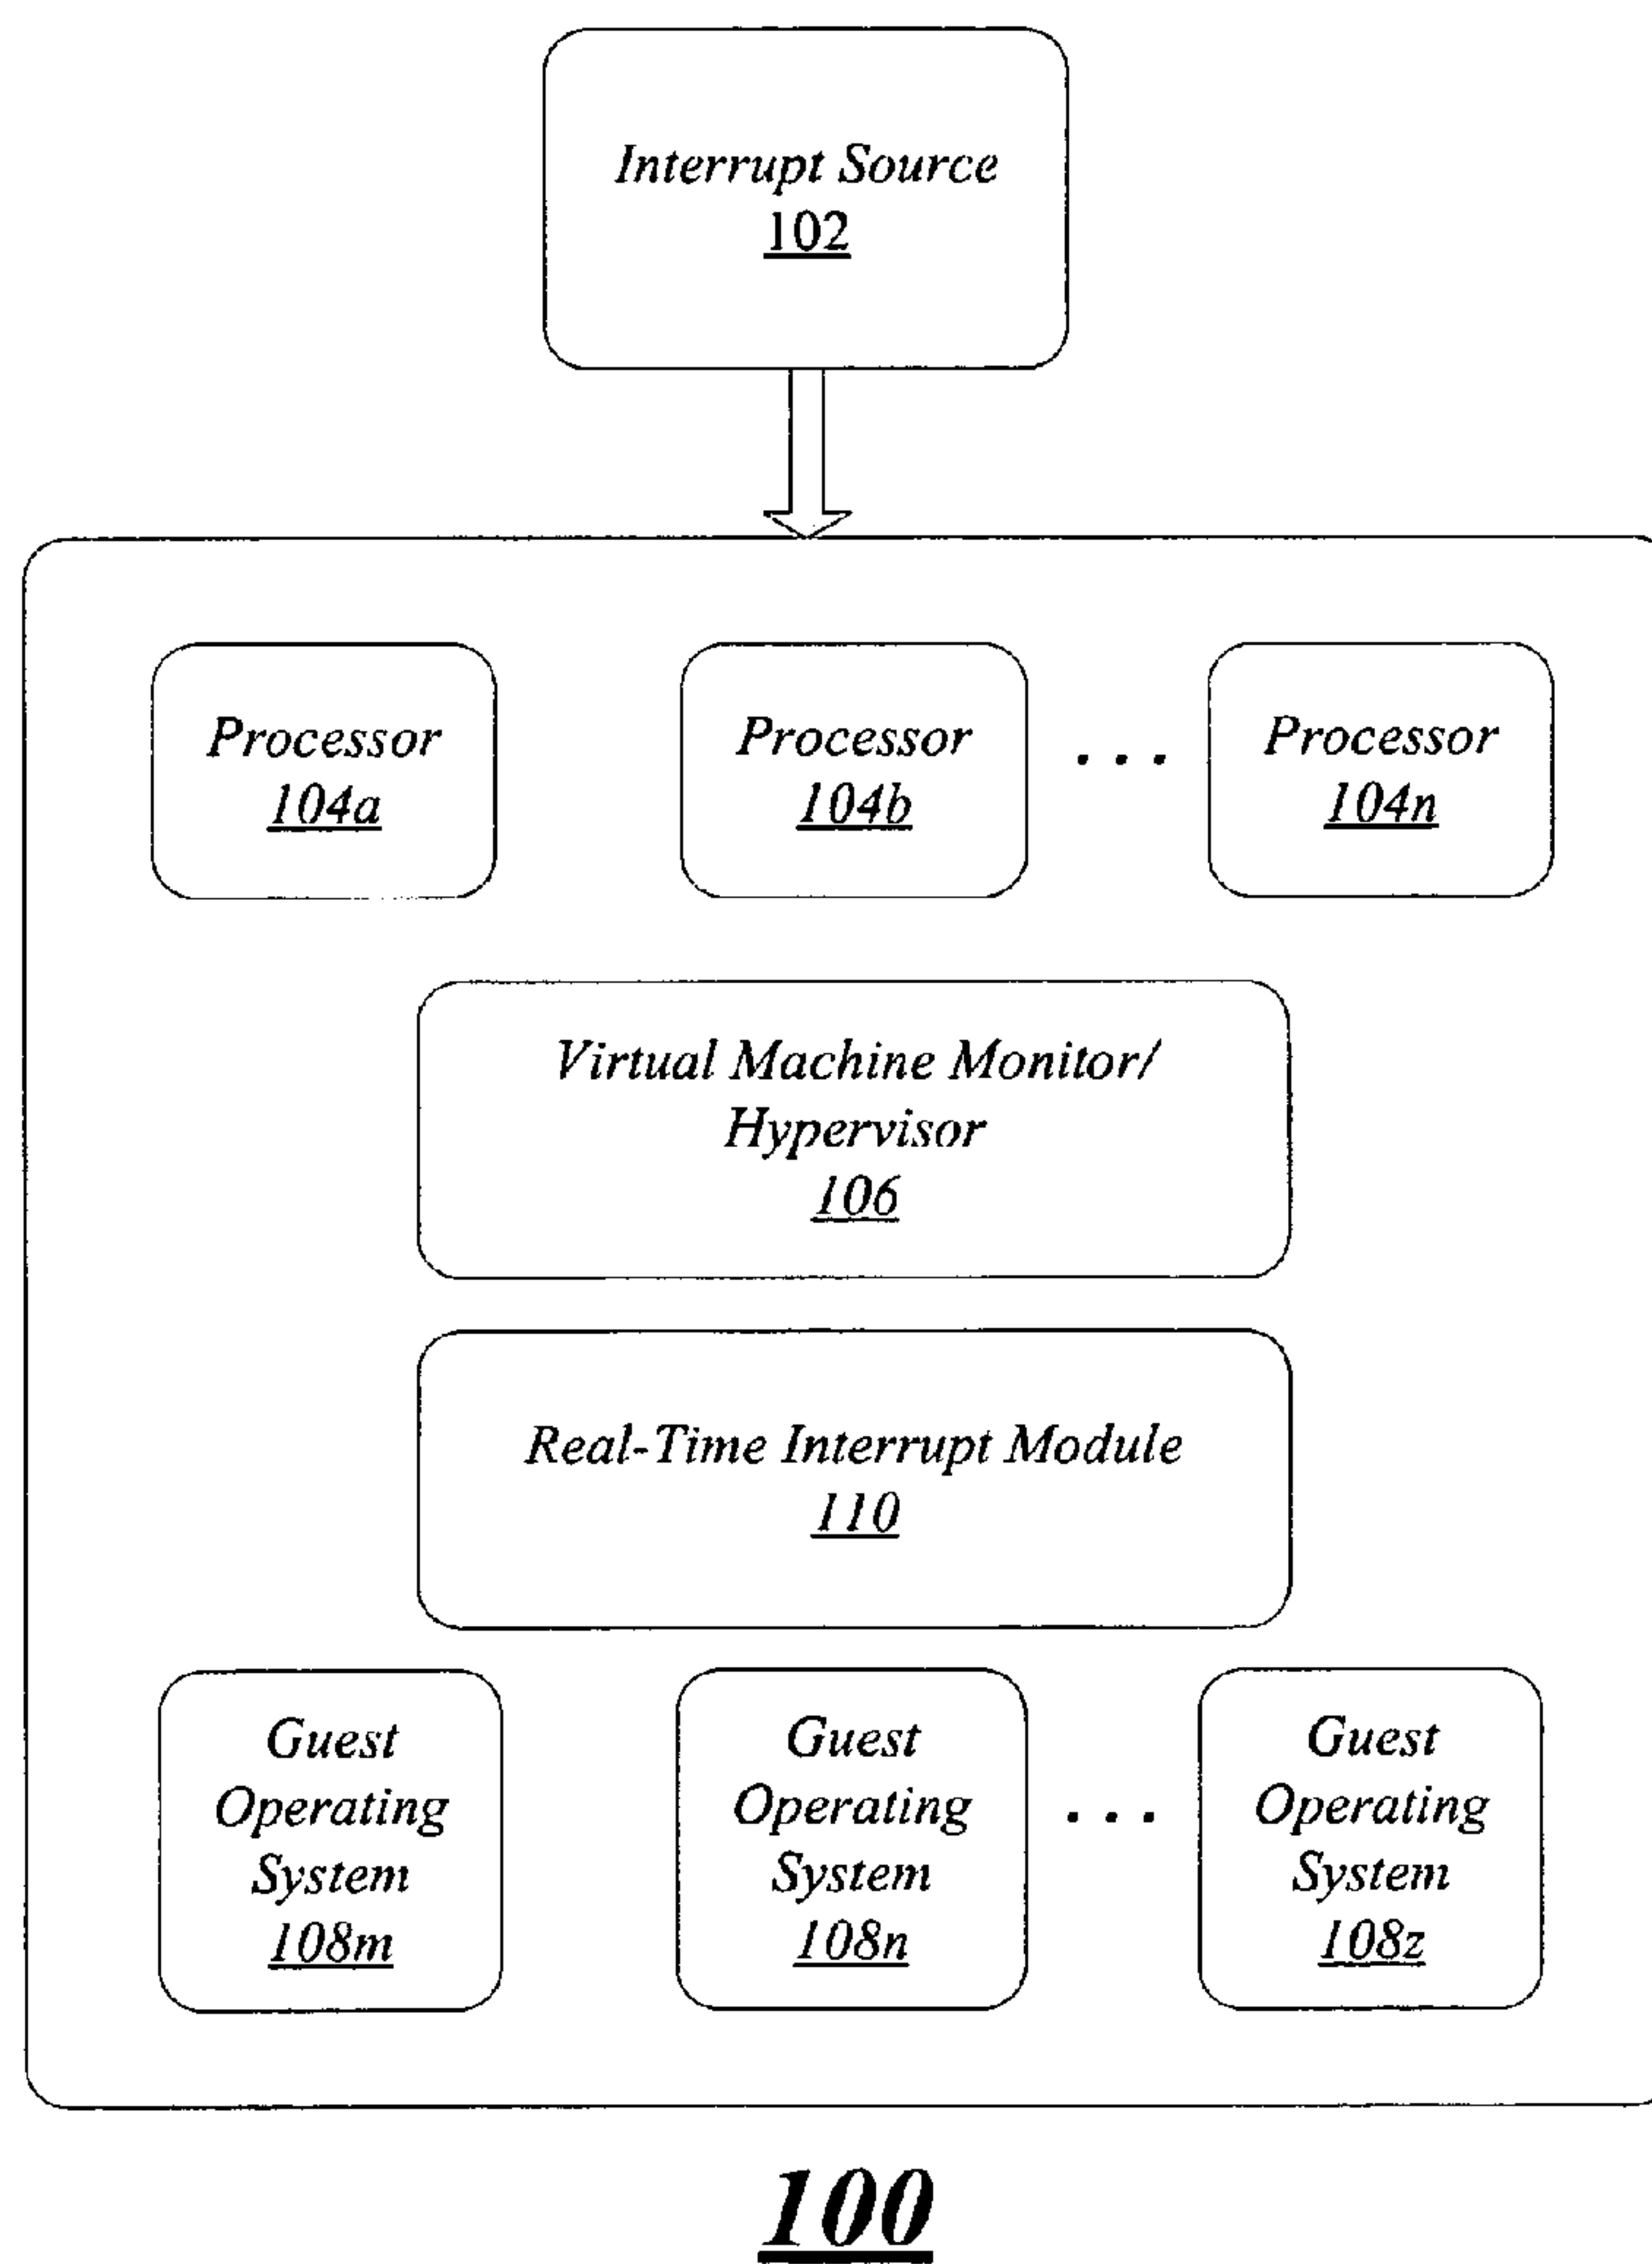 Interrupt Source
102
Processor
104a
Processor
104b
. . .
Processor
104n
Virtual Machine Monitor/
Hypervisor
106
Real-Time Interrupt Module
110
Guest
Operating
System
108m
Guest
Operating
System
108n
. . .
Guest
Operating
System
108z
100